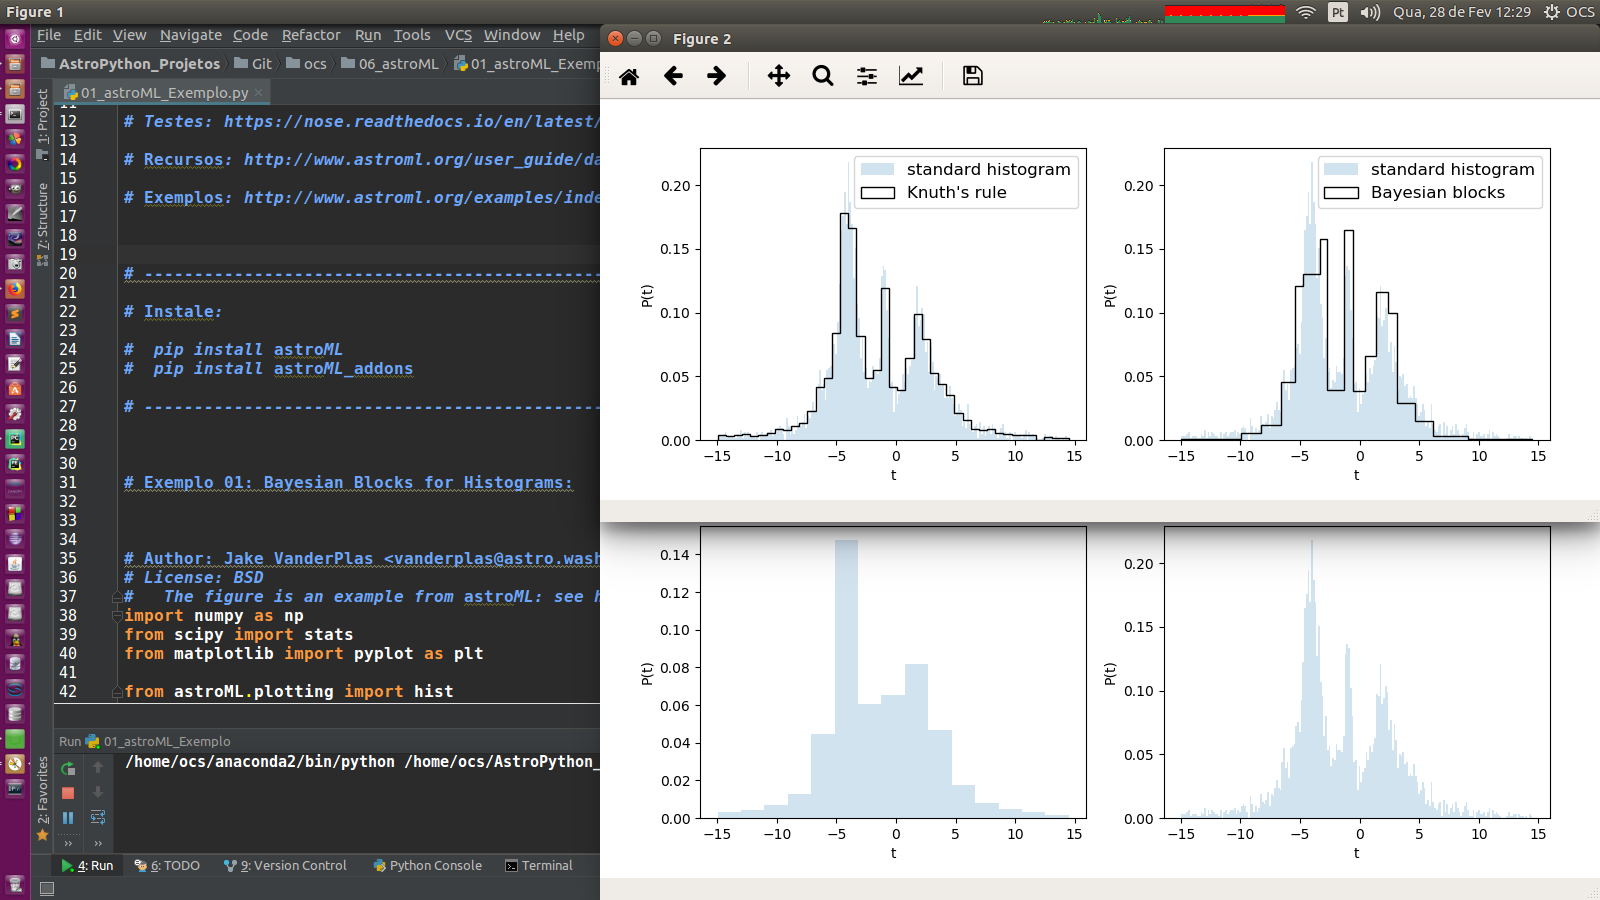 Figure 1
Pt
Qua, 28 de Fev 12:29
OCS
File Edit View Navigate Code Refactor Run Tools VCS Window Help
AstroPython_Projetos
Git
ocs
06_astroML
01_astroML_Exemp
01_astroML_Exemplo.py
1: Project
7: Structure
2: Favorites
12 # Testes: https://nose.readthedocs.io/en/latest/
13
14 # Recursos: http://www.astroml.org/user_guide/da
15
16 # Exemplos: http://www.astroml.org/examples/inde
17
18
19
20 # ----------------------------------------------
21
22 # Instale:
23
24 #  pip install astroML
25 #  pip install astroML_addons
26
27 # ----------------------------------------------
28
29
30
31 # Exemplo 01: Bayesian Blocks for Histograms:
32
33
34
35 # Author: Jake VanderPlas <vanderplas@astro.wash
36 # License: BSD
37 #   The figure is an example from astroML: see h
38 import numpy as np
39 from scipy import stats
40 from matplotlib import pyplot as plt
41
42 from astroML.plotting import hist
Run 01_astroML_Exemplo
/home/ocs/anaconda2/bin/python /home/ocs/AstroPython_
4: Run
6: TODO
9: Version Control
Python Console
Terminal
Figure 2
standard histogram
Knuth's rule
0.20
0.15
0.10
0.05
0.00
P(t)
−15 −10 −5 0 5 10 15
t
standard histogram
Bayesian blocks
0.20
0.15
0.10
0.05
0.00
P(t)
−15 −10 −5 0 5 10 15
t
0.14
0.12
0.10
0.08
0.06
0.04
0.02
0.00
P(t)
−15 −10 −5 0 5 10 15
t
0.20
0.15
0.10
0.05
0.00
P(t)
−15 −10 −5 0 5 10 15
t